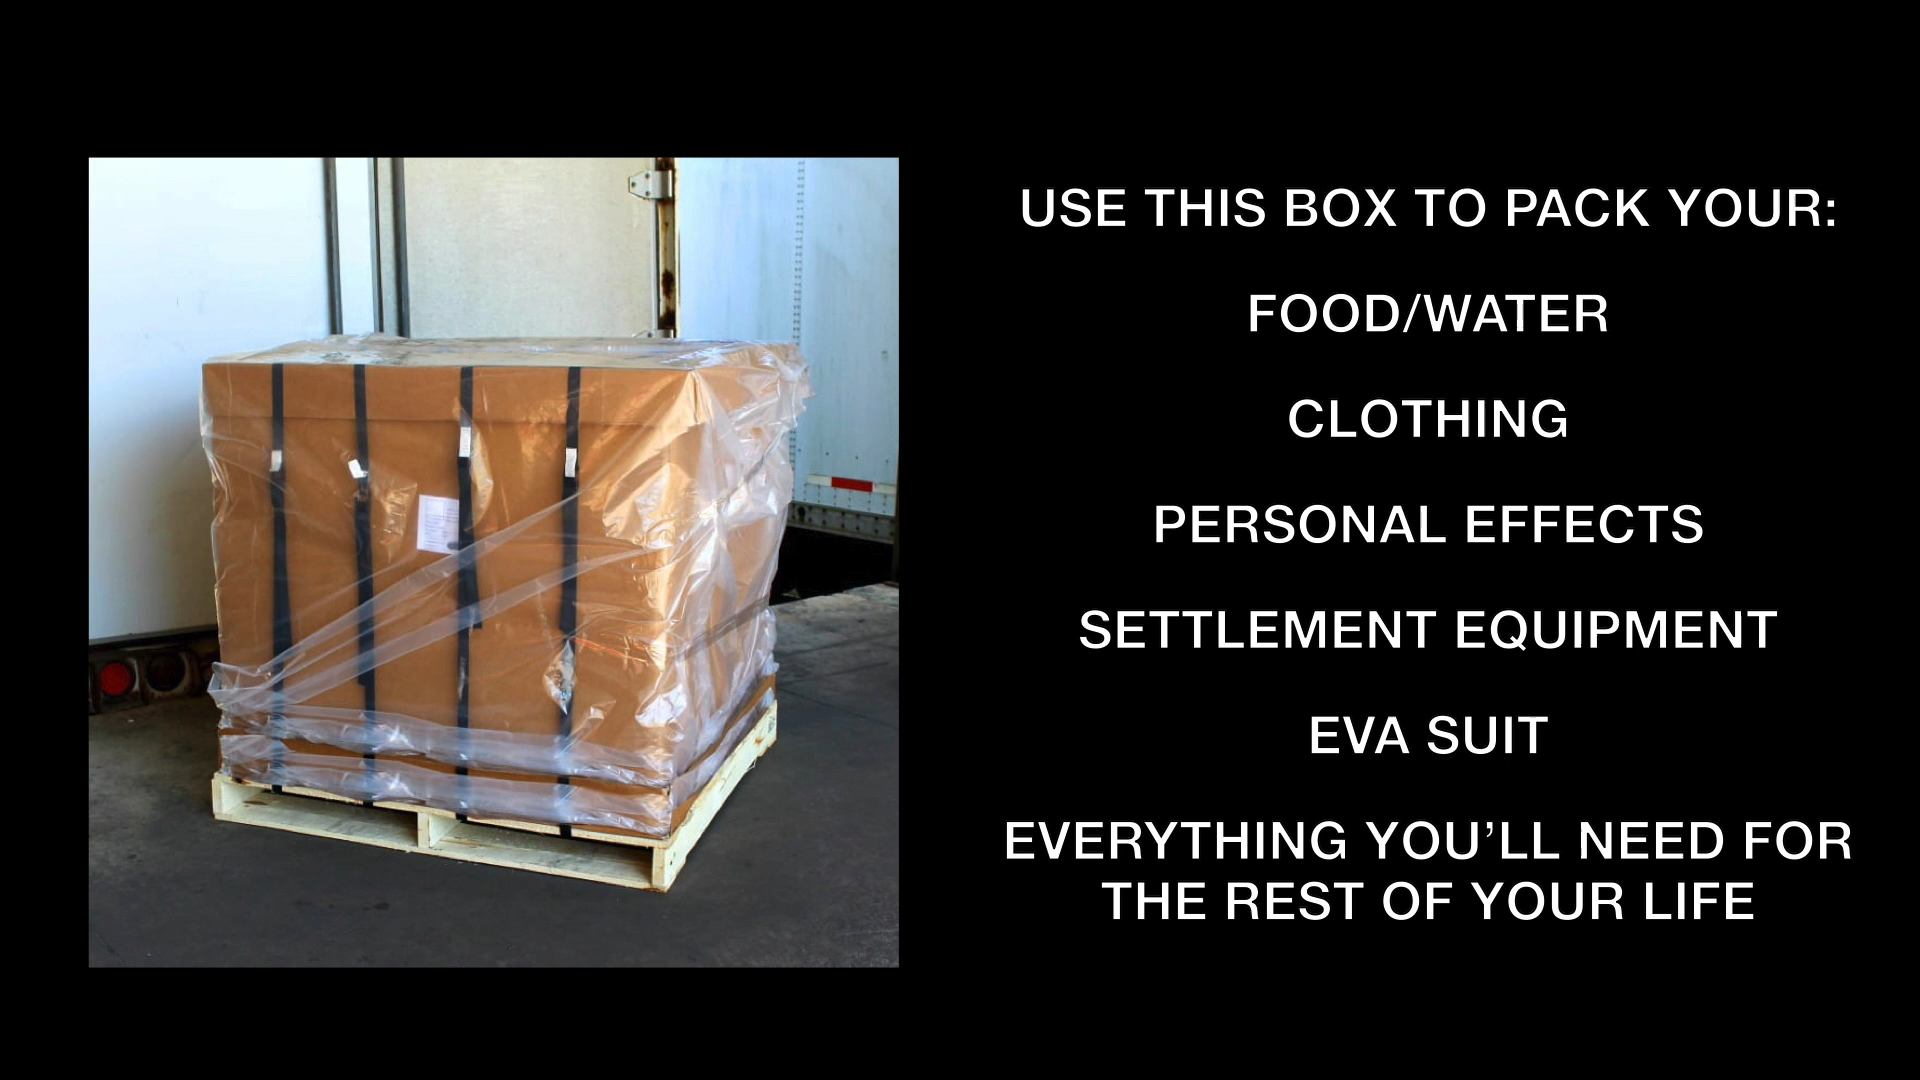 USE THIS BOX TO PACK YOUR:
FOOD/WATER
CLOTHING
PERSONAL EFFECTS
SETTLEMENT EQUIPMENT
EVA SUIT
EVERYTHING YOU’LL NEED FOR
THE REST OF YOUR LIFE